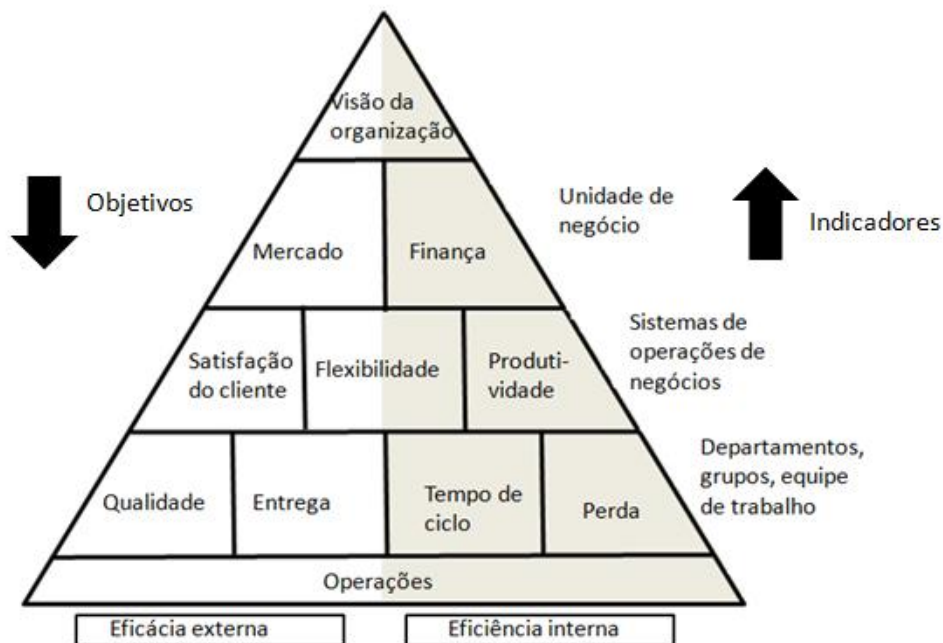 Visão da
organização
Objetivos
Indicadores
Unidade de
negócio
Mercado
Finança
Sistemas de
operações de
negócios
Satisfação
do cliente
Flexibilidade
Produti-
vidade
Departamentos,
grupos, equipe
de trabalho
Qualidade
Entrega
Tempo de
ciclo
Perda
Operações
Eficácia externa
Eficiência interna